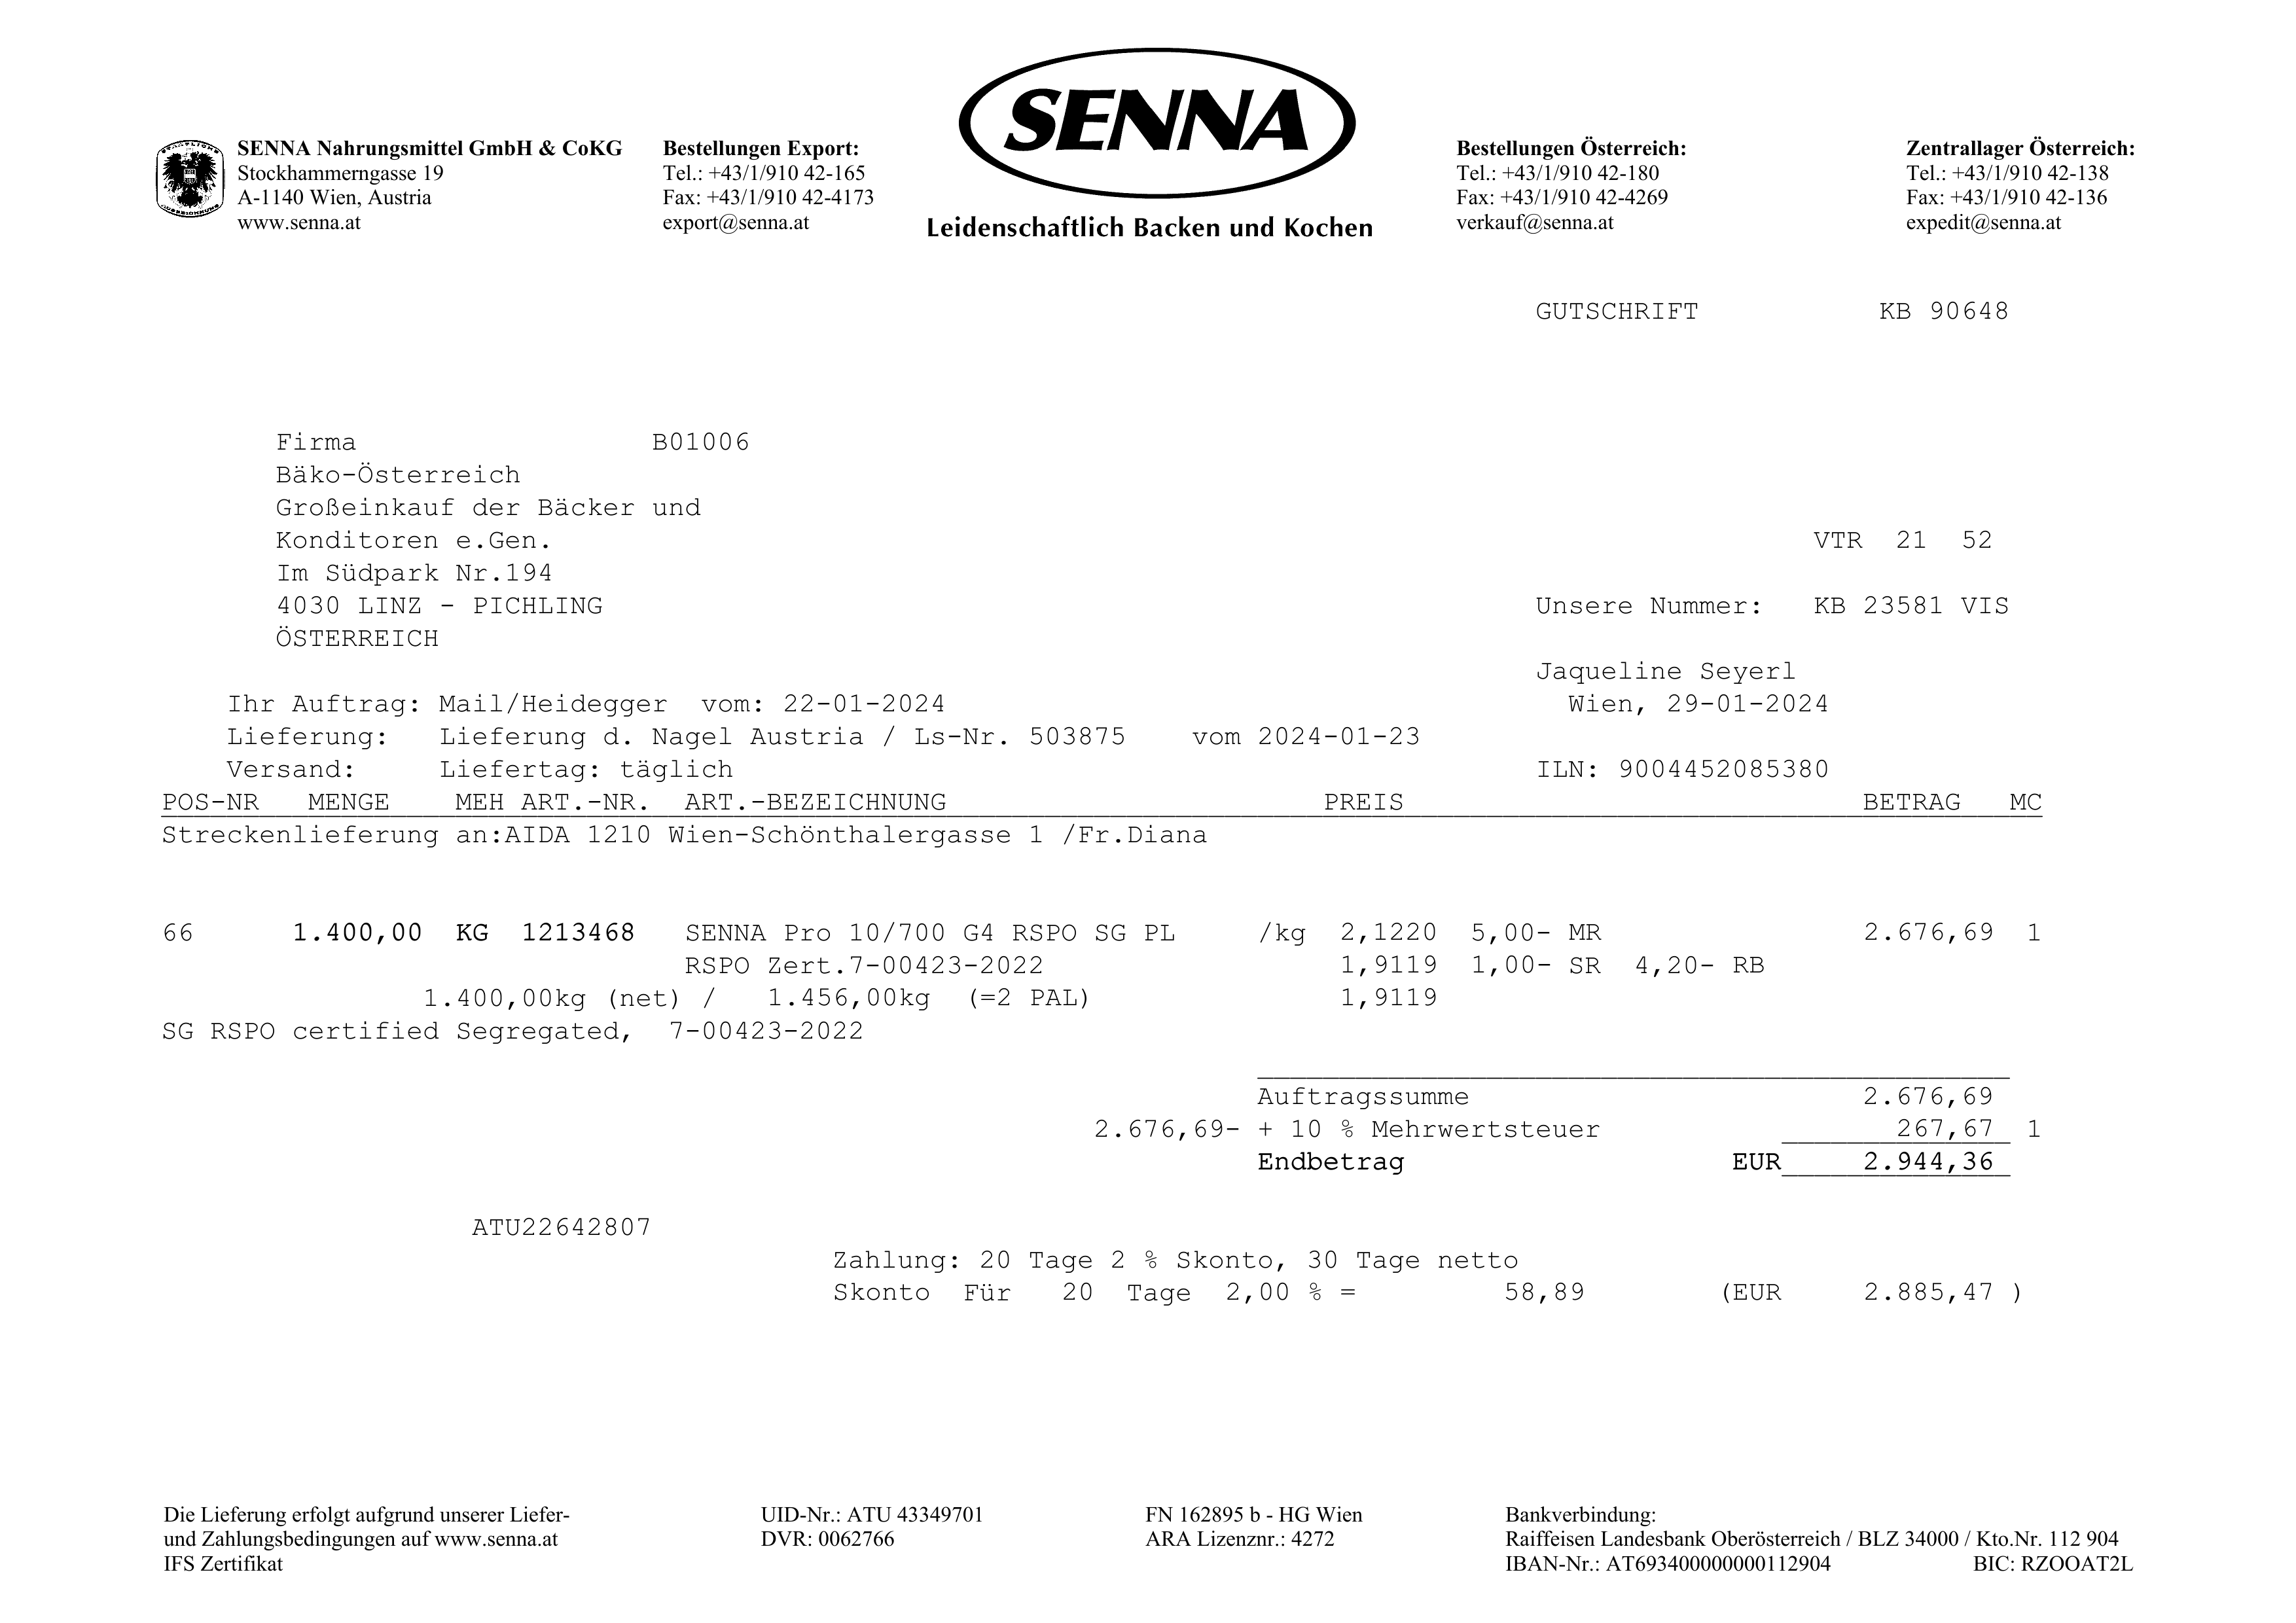 SENNA
Leidenschaftlich Backen und Kochen
SENNA Nahrungsmittel GmbH & CoKG
Stockhammerngasse 19
A-1140 Wien, Austria
www.senna.at
Bestellungen Export:
Tel.: +43/1/910 42-165
Fax: +43/1/910 42-4173
export@senna.at
Bestellungen Österreich:
Tel.: +43/1/910 42-180
Fax: +43/1/910 42-4269
verkauf@senna.at
Zentrallager Österreich:
Tel.: +43/1/910 42-138
Fax: +43/1/910 42-136
expedit@senna.at
GUTSCHRIFT KB 90648
Firma B01006
Bäko-Österreich
Großeinkauf der Bäcker und
Konditoren e.Gen. VTR 21 52
Im Südpark Nr.194
4030 LINZ - PICHLING Unsere Nummer: KB 23581 VIS
ÖSTERREICH
Jaqueline Seyerl
Ihr Auftrag: Mail/Heidegger vom: 22-01-2024 Wien, 29-01-2024
Lieferung: Lieferung d. Nagel Austria / Ls-Nr. 503875 vom 2024-01-23
Versand: Liefertag: täglich ILN: 9004452085380
POS-NR MENGE MEH ART.-NR. ART.-BEZEICHNUNG PREIS BETRAG MC
Streckenlieferung an:AIDA 1210 Wien-Schönthalergasse 1 /Fr.Diana
66 1.400,00 KG 1213468 SENNA Pro 10/700 G4 RSPO SG PL /kg 2,1220 5,00- MR 2.676,69 1
RSPO Zert.7-00423-2022 1,9119 1,00- SR 4,20- RB
1.400,00kg (net) / 1.456,00kg (=2 PAL) 1,9119
SG RSPO certified Segregated, 7-00423-2022
Auftragssumme 2.676,69
2.676,69- + 10 % Mehrwertsteuer 267,67 1
Endbetrag EUR 2.944,36
ATU22642807
Zahlung: 20 Tage 2 % Skonto, 30 Tage netto
Skonto Für 20 Tage 2,00 % = 58,89 (EUR 2.885,47 )
Die Lieferung erfolgt aufgrund unserer Liefer-
und Zahlungsbedingungen auf www.senna.at
IFS Zertifikat
UID-Nr.: ATU 43349701
DVR: 0062766
FN 162895 b - HG Wien
ARA Lizenznr.: 4272
Bankverbindung:
Raiffeisen Landesbank Oberösterreich / BLZ 34000 / Kto.Nr. 112 904
IBAN-Nr.: AT693400000000112904 BIC: RZOOAT2L